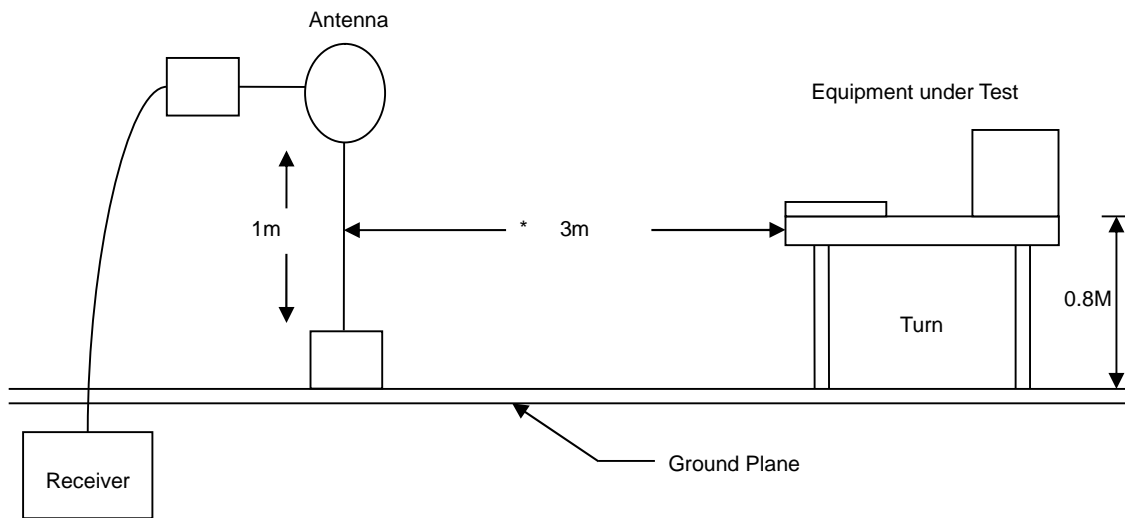 Antenna
Equipment under Test
1m
* 3m
0.8M
Turn
Ground Plane
Receiver